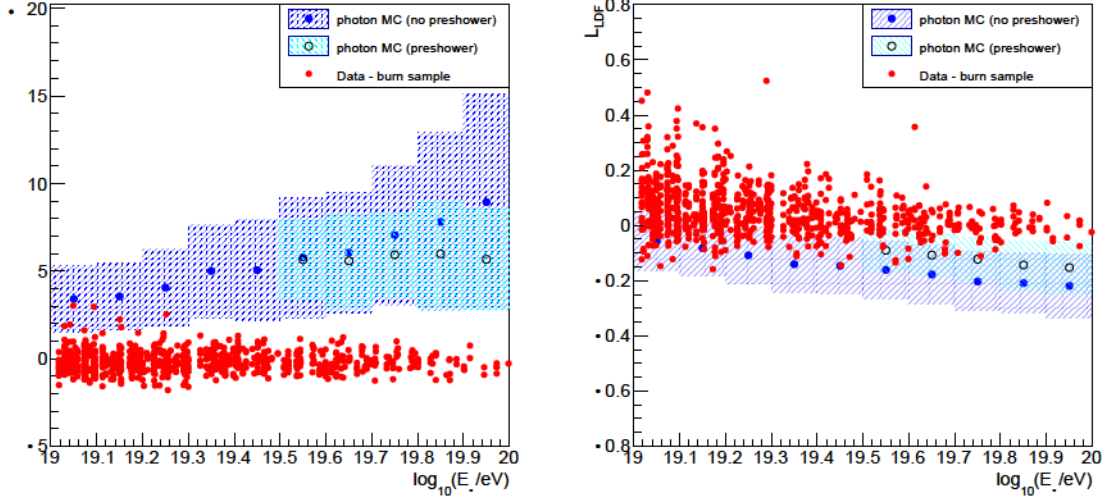 20
15
10
5
0
•5
19 19.1 19.2 19.3 19.4 19.5 19.6 19.7 19.8 19.9 20
log10(E•/eV)
photon MC (no preshower)
photon MC (preshower)
Data - burn sample
LLDF
0.8
0.6
0.4
0.2
0
•0.2
•0.4
•0.6
•0.8
19 19.1 19.2 19.3 19.4 19.5 19.6 19.7 19.8 19.9 20
log10(E•/eV)
photon MC (no preshower)
photon MC (preshower)
Data - burn sample